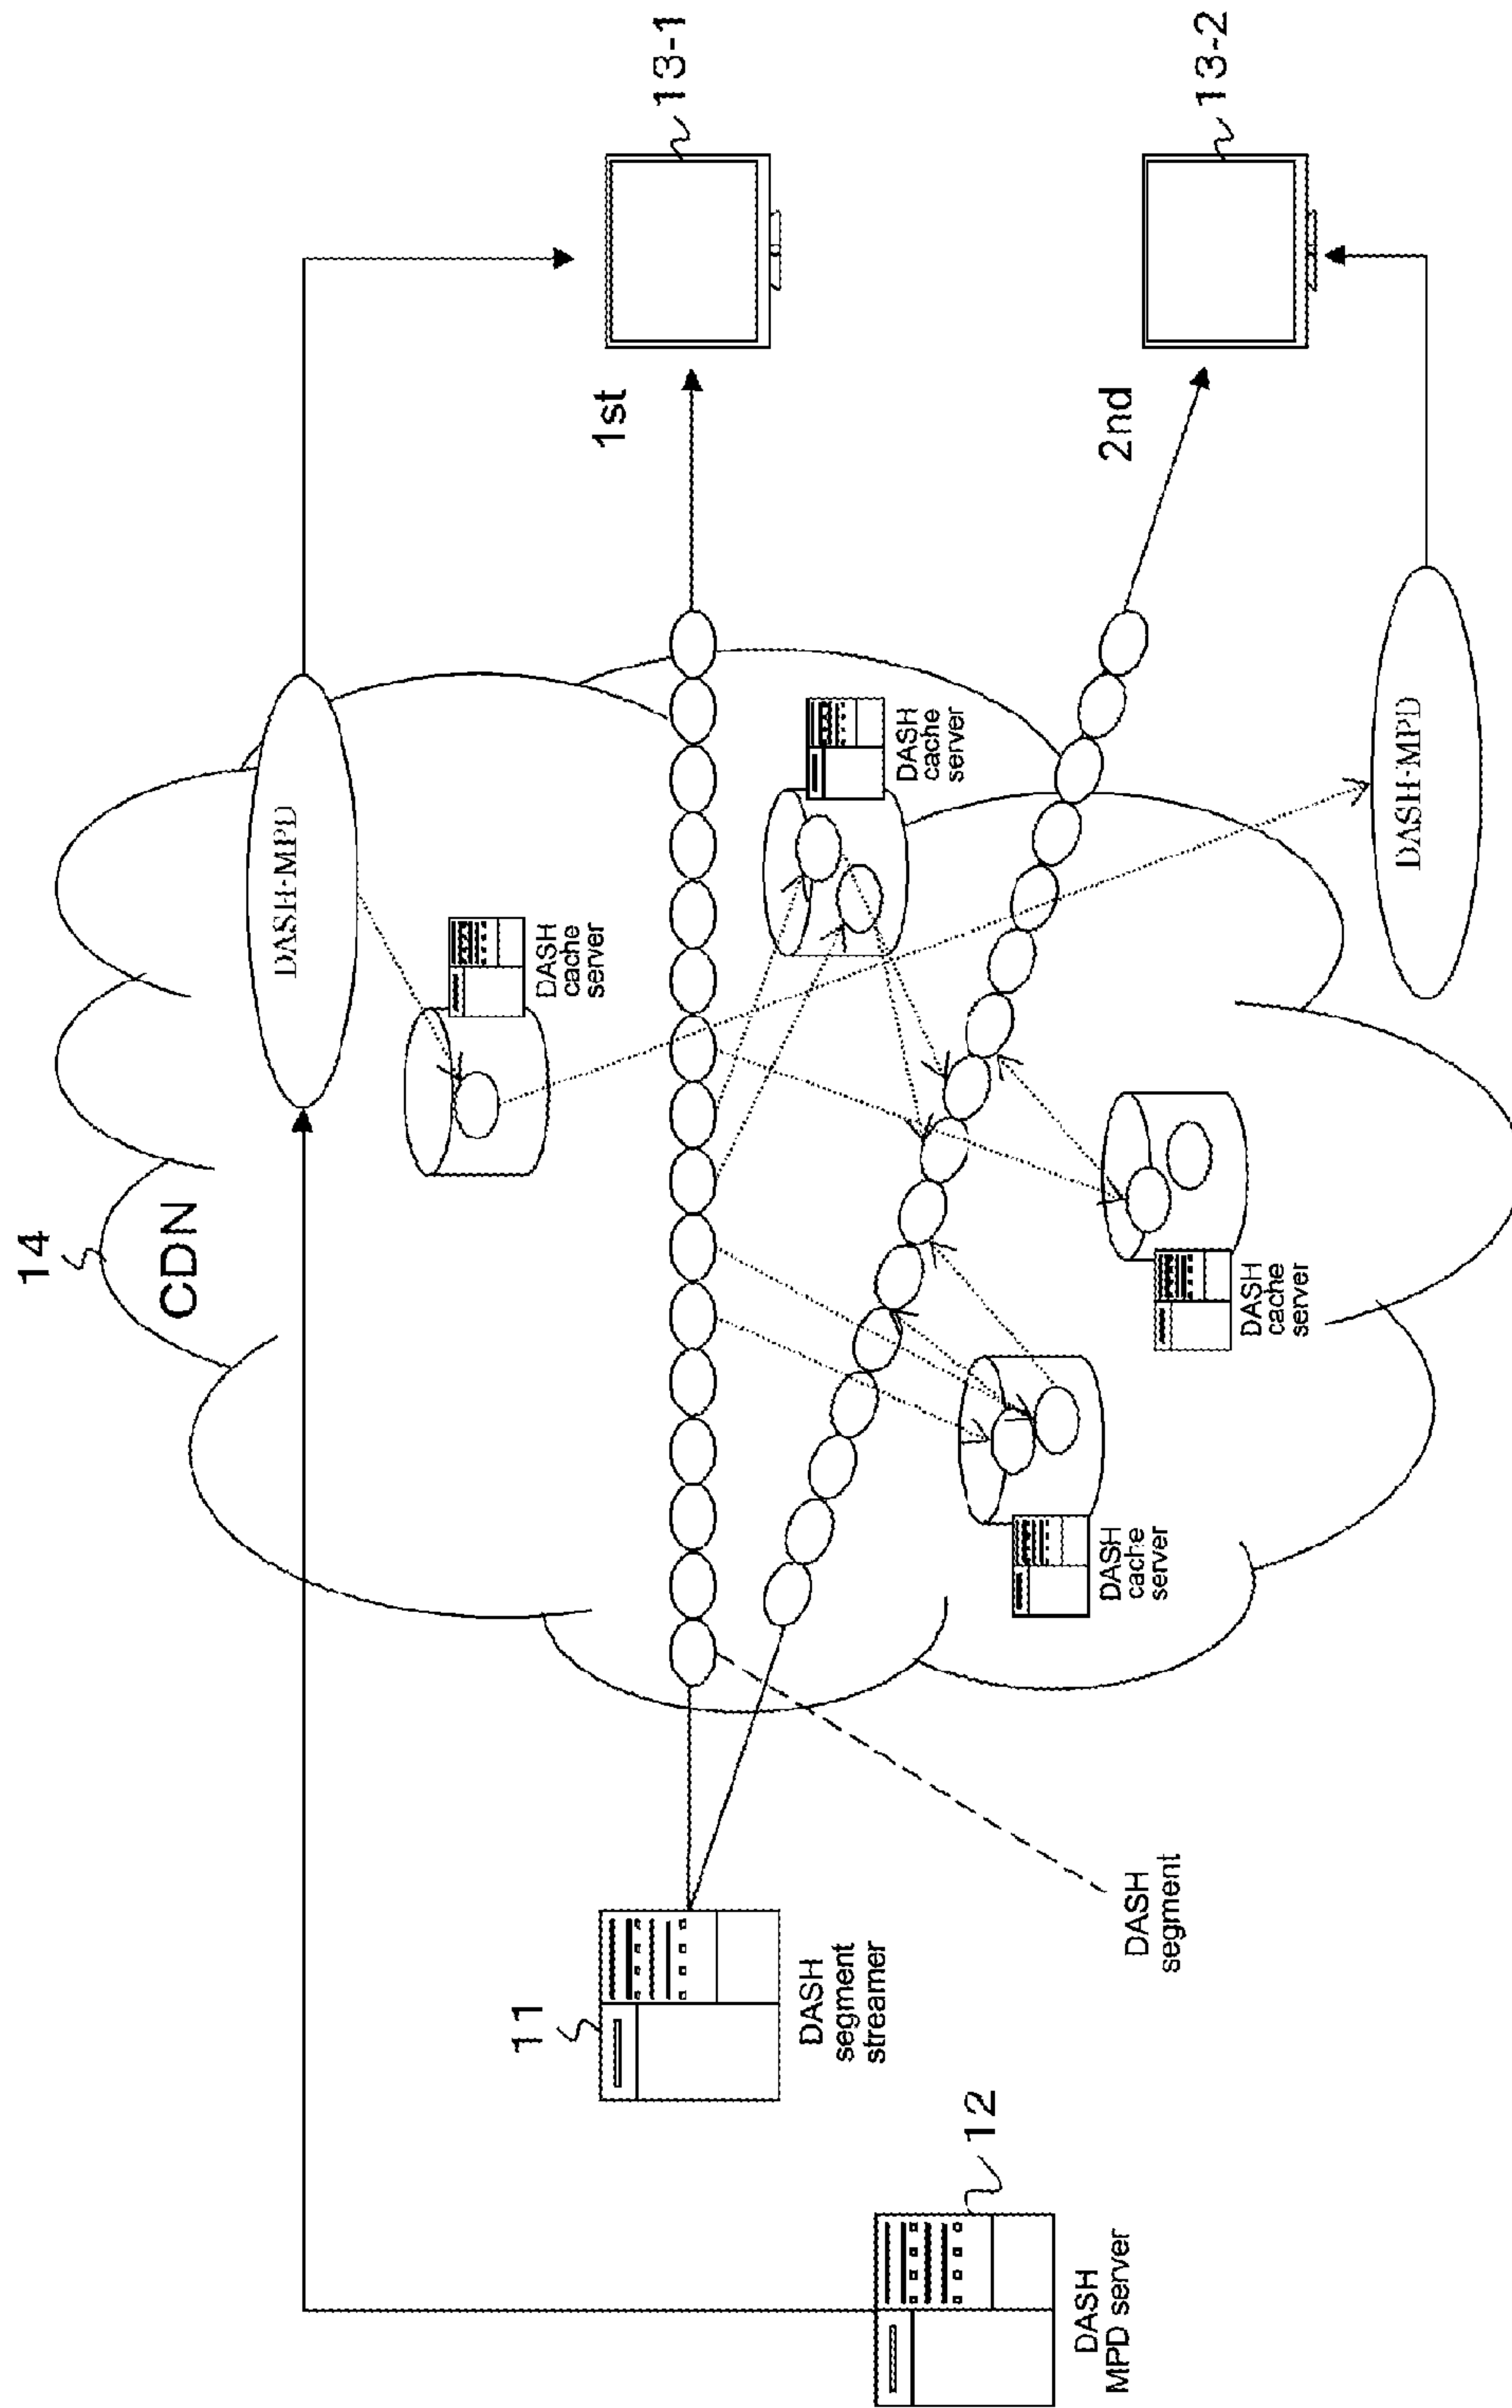 14
CDN
DASH-MPD
DASH
cache
server
13-1
1st
11
DASH
segment
streamer
DASH
cache
server
2nd
13-2
12
DASH
MPD server
DASH
segment
DASH
cache
server
DASH
cache
server
DASH-MPD